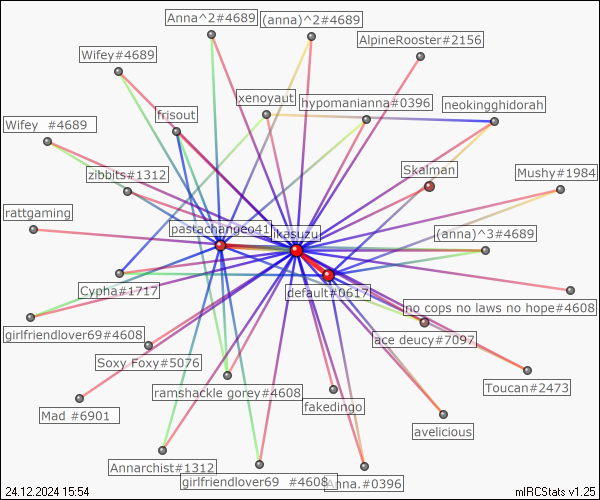 Anna^2#4689
(anna)^2#4689
AlpineRooster#2156
Wifey#4689
xenoyaut
hypomanianna#0396
neokingghidorah
frisout
Wifey  #4689
zibbits#1312
Skalman
Mushy#1984
rattgaming
pastachangeo41
ikasuzu
(anna)^3#4689
Cypha#1717
default#0617
no cops no laws no hope#4608
girlfriendlover69#4608
ace deucy#7097
Soxy Foxy#5076
ramshackle gorey#4608
Toucan#2473
Mad #6901
fakedingo
avelicious
Annarchist#1312
girlfriendlover69  #4608
Anna.#0396
24.12.2024 15:54
mIRCStats v1.25